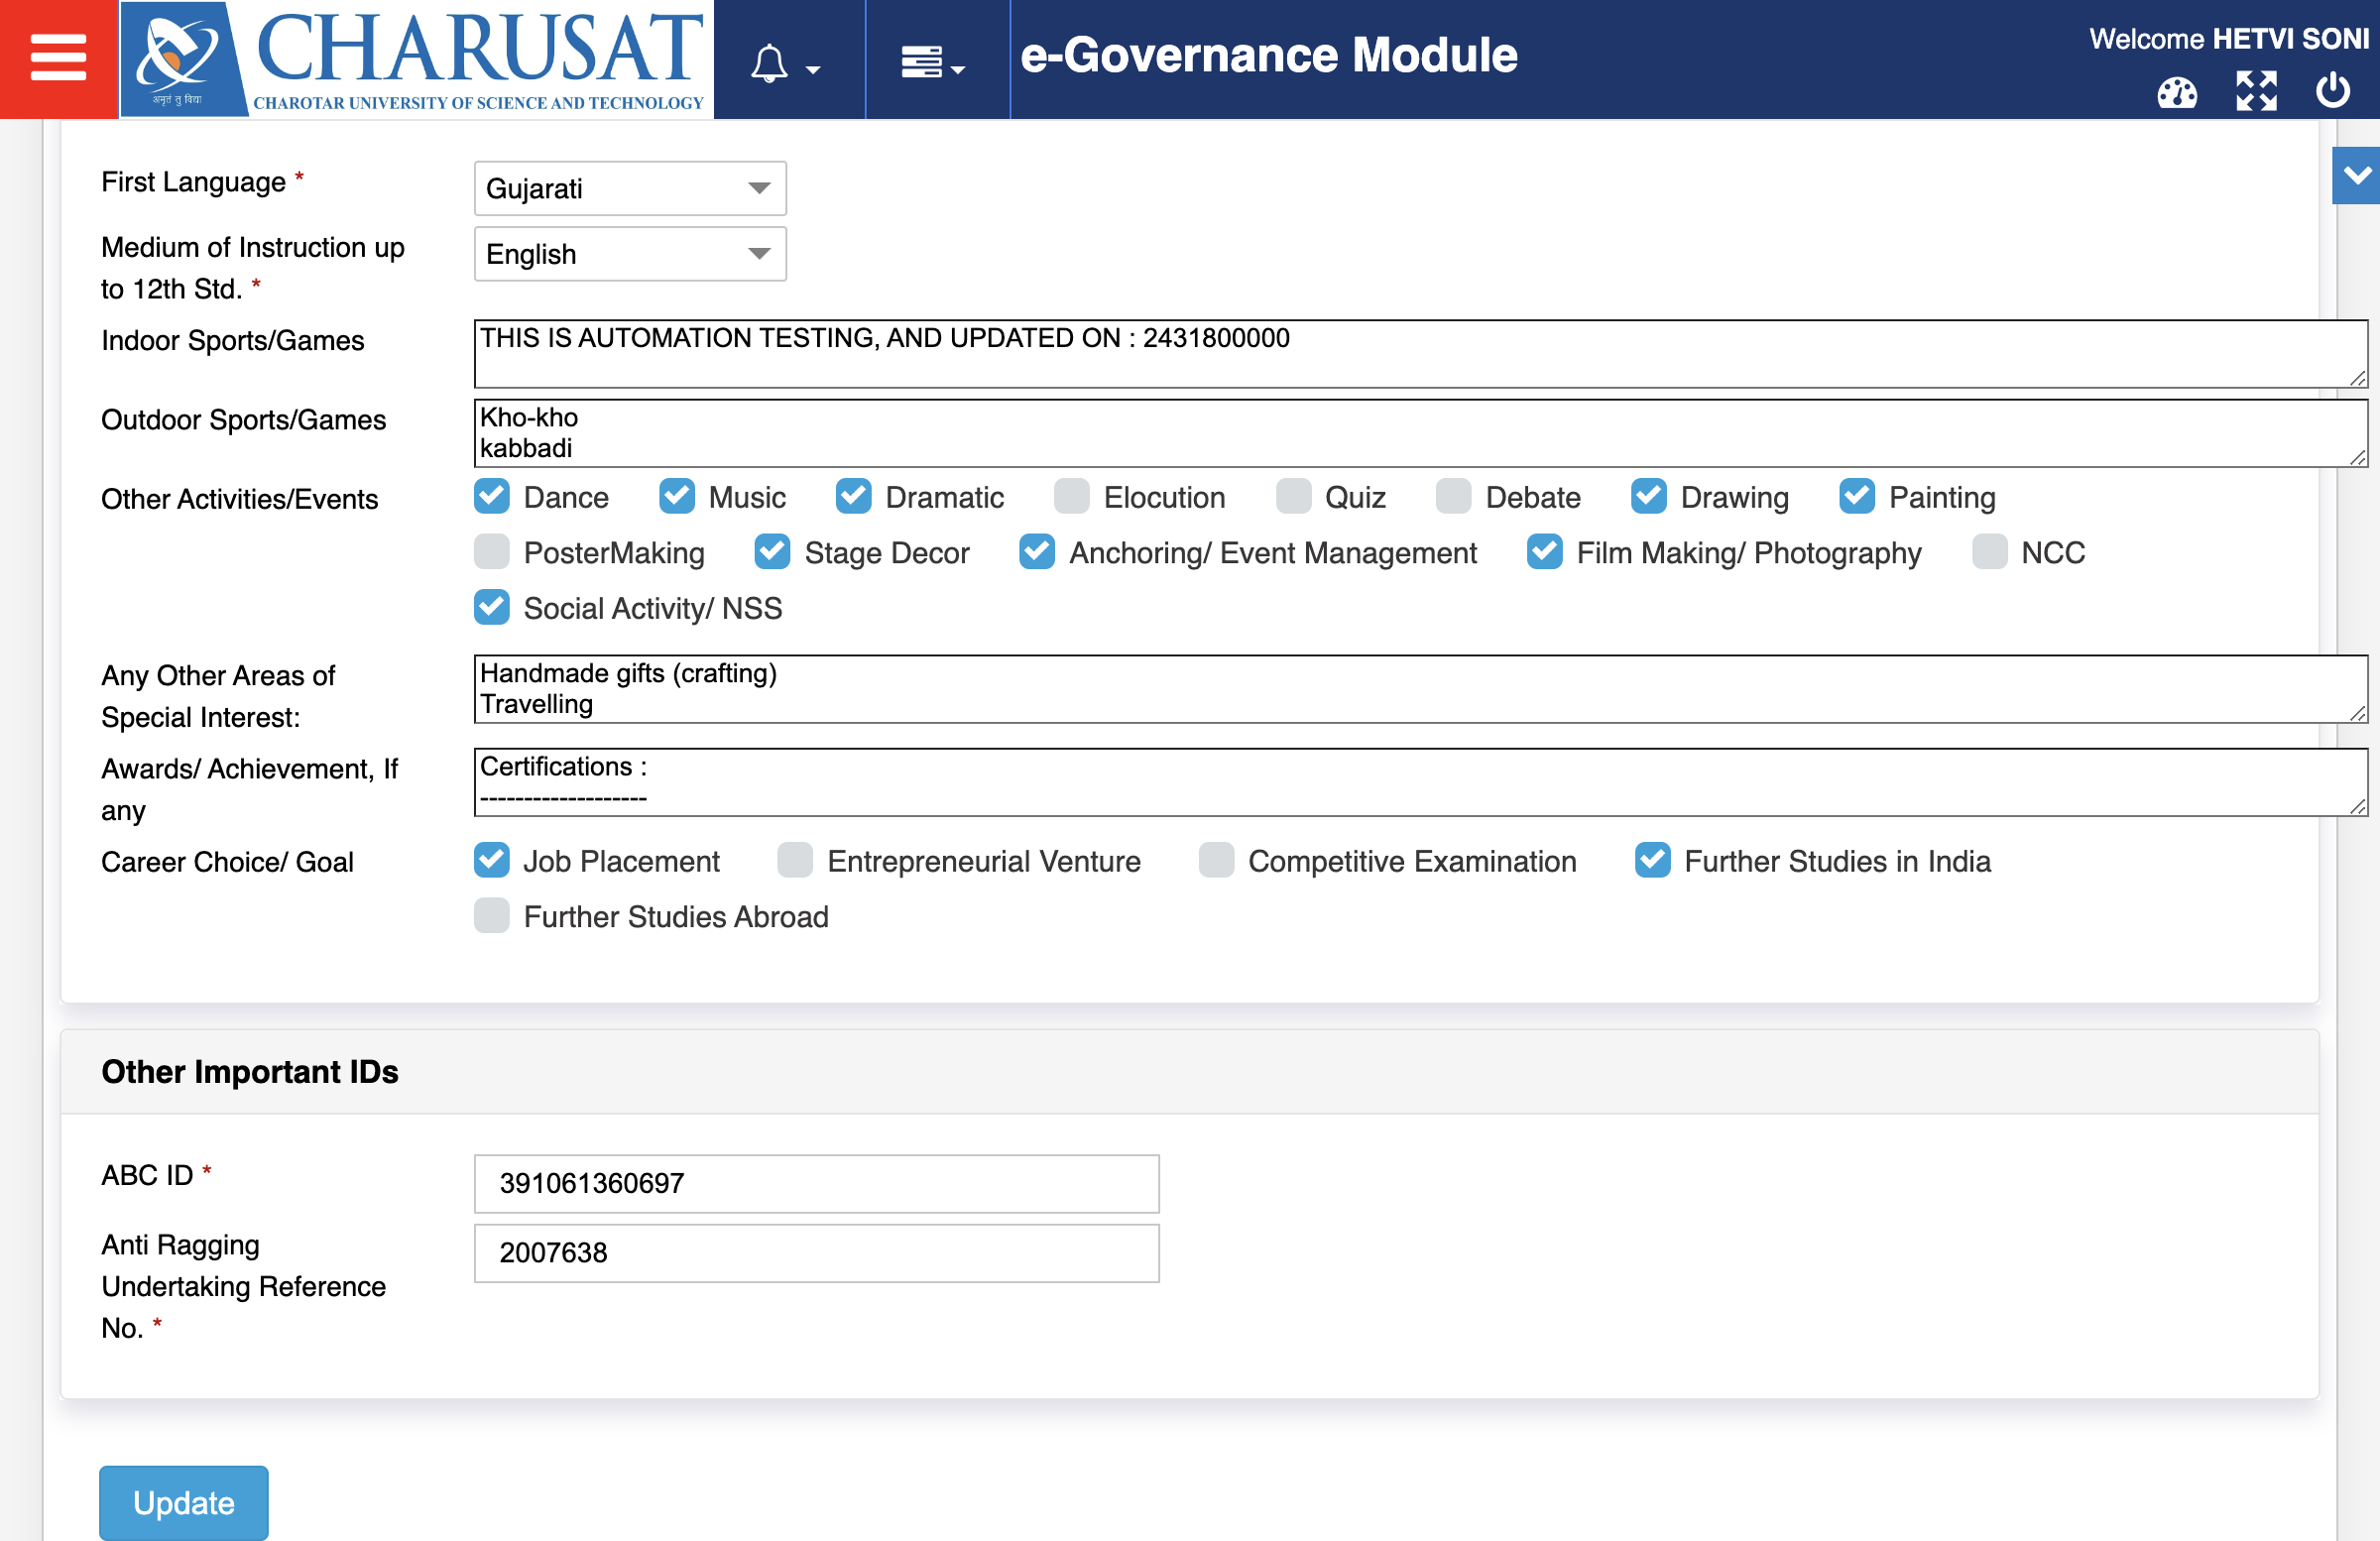 अमृतं तु विद्या
CHARUSAT
CHAROTAR UNIVERSITY OF SCIENCE AND TECHNOLOGY
e-Governance Module
Welcome HETVI SONI
First Language *
Gujarati
Medium of Instruction up
to 12th Std. *
English
Indoor Sports/Games
THIS IS AUTOMATION TESTING, AND UPDATED ON : 2431800000
Outdoor Sports/Games
Kho-kho
kabbadi
Other Activities/Events
Dance Music Dramatic Elocution Quiz Debate Drawing Painting
PosterMaking Stage Decor Anchoring/ Event Management Film Making/ Photography NCC
Social Activity/ NSS
Any Other Areas of
Special Interest:
Handmade gifts (crafting)
Travelling
Awards/ Achievement, If
any
Certifications :
-------------------
Career Choice/ Goal
Job Placement Entrepreneurial Venture Competitive Examination Further Studies in India
Further Studies Abroad
Other Important IDs
ABC ID *
391061360697
Anti Ragging
Undertaking Reference
No. *
2007638
Update